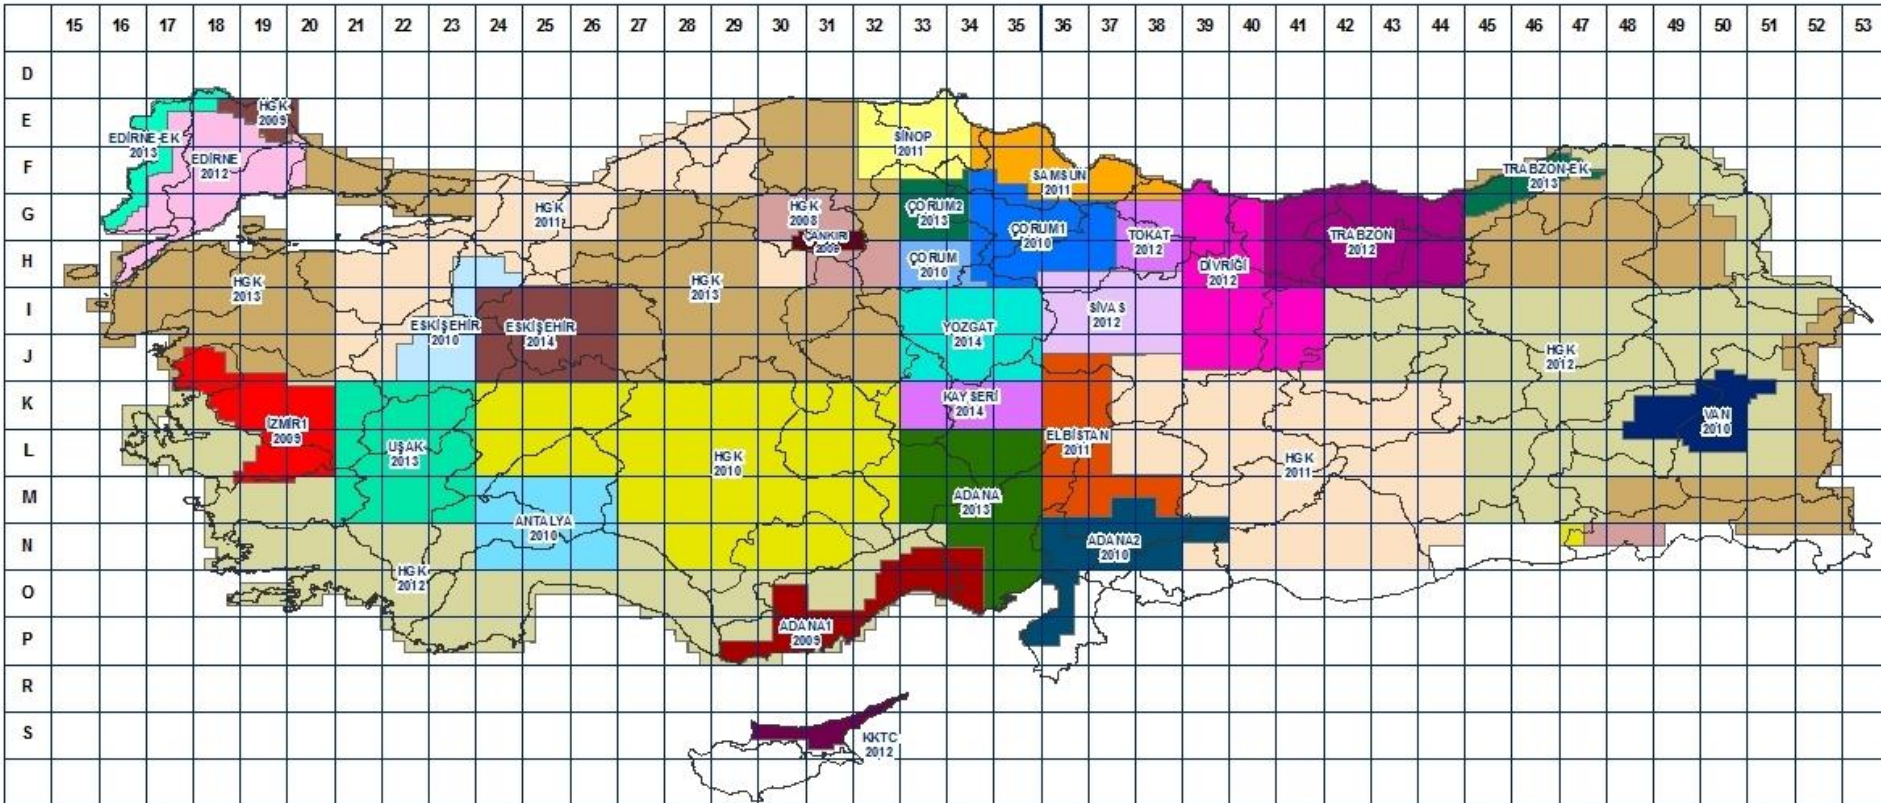 15 16 17 18 19 20 21 22 23 24 25 26 27 28 29 30 31 32 33 34 35 36 37 38 39 40 41 42 43 44 45 46 47 48 49 50 51 52 53
D
E
F
G
H
I
J
K
L
M
N
O
P
R
S
HGK
2009
EDİRNE-EK
2013
EDİRNE
2012
SİNOP
2011
SAMSUN
2011
TRABZON-EK
2013
HGK
2011
HGK
2008
ÇANKIRI
2009
ÇORUM2
2013
ÇORUM1
2010
TOKAT
2012
TRABZON
2012
HGK
2013
HGK
2013
ÇORUM
2010
DİVRİĞİ
2012
ESKİŞEHİR
2010
ESKİŞEHİR
2014
YOZGAT
2014
SİVAS
2012
HGK
2012
İZMİR1
2009
KAYSERİ
2014
VAN
2010
UŞAK
2013
HGK
2010
ELBİSTAN
2011
HGK
2011
ANTALYA
2010
ADANA
2013
ADANA2
2010
HGK
2012
ADANA1
2009
KKTC
2012